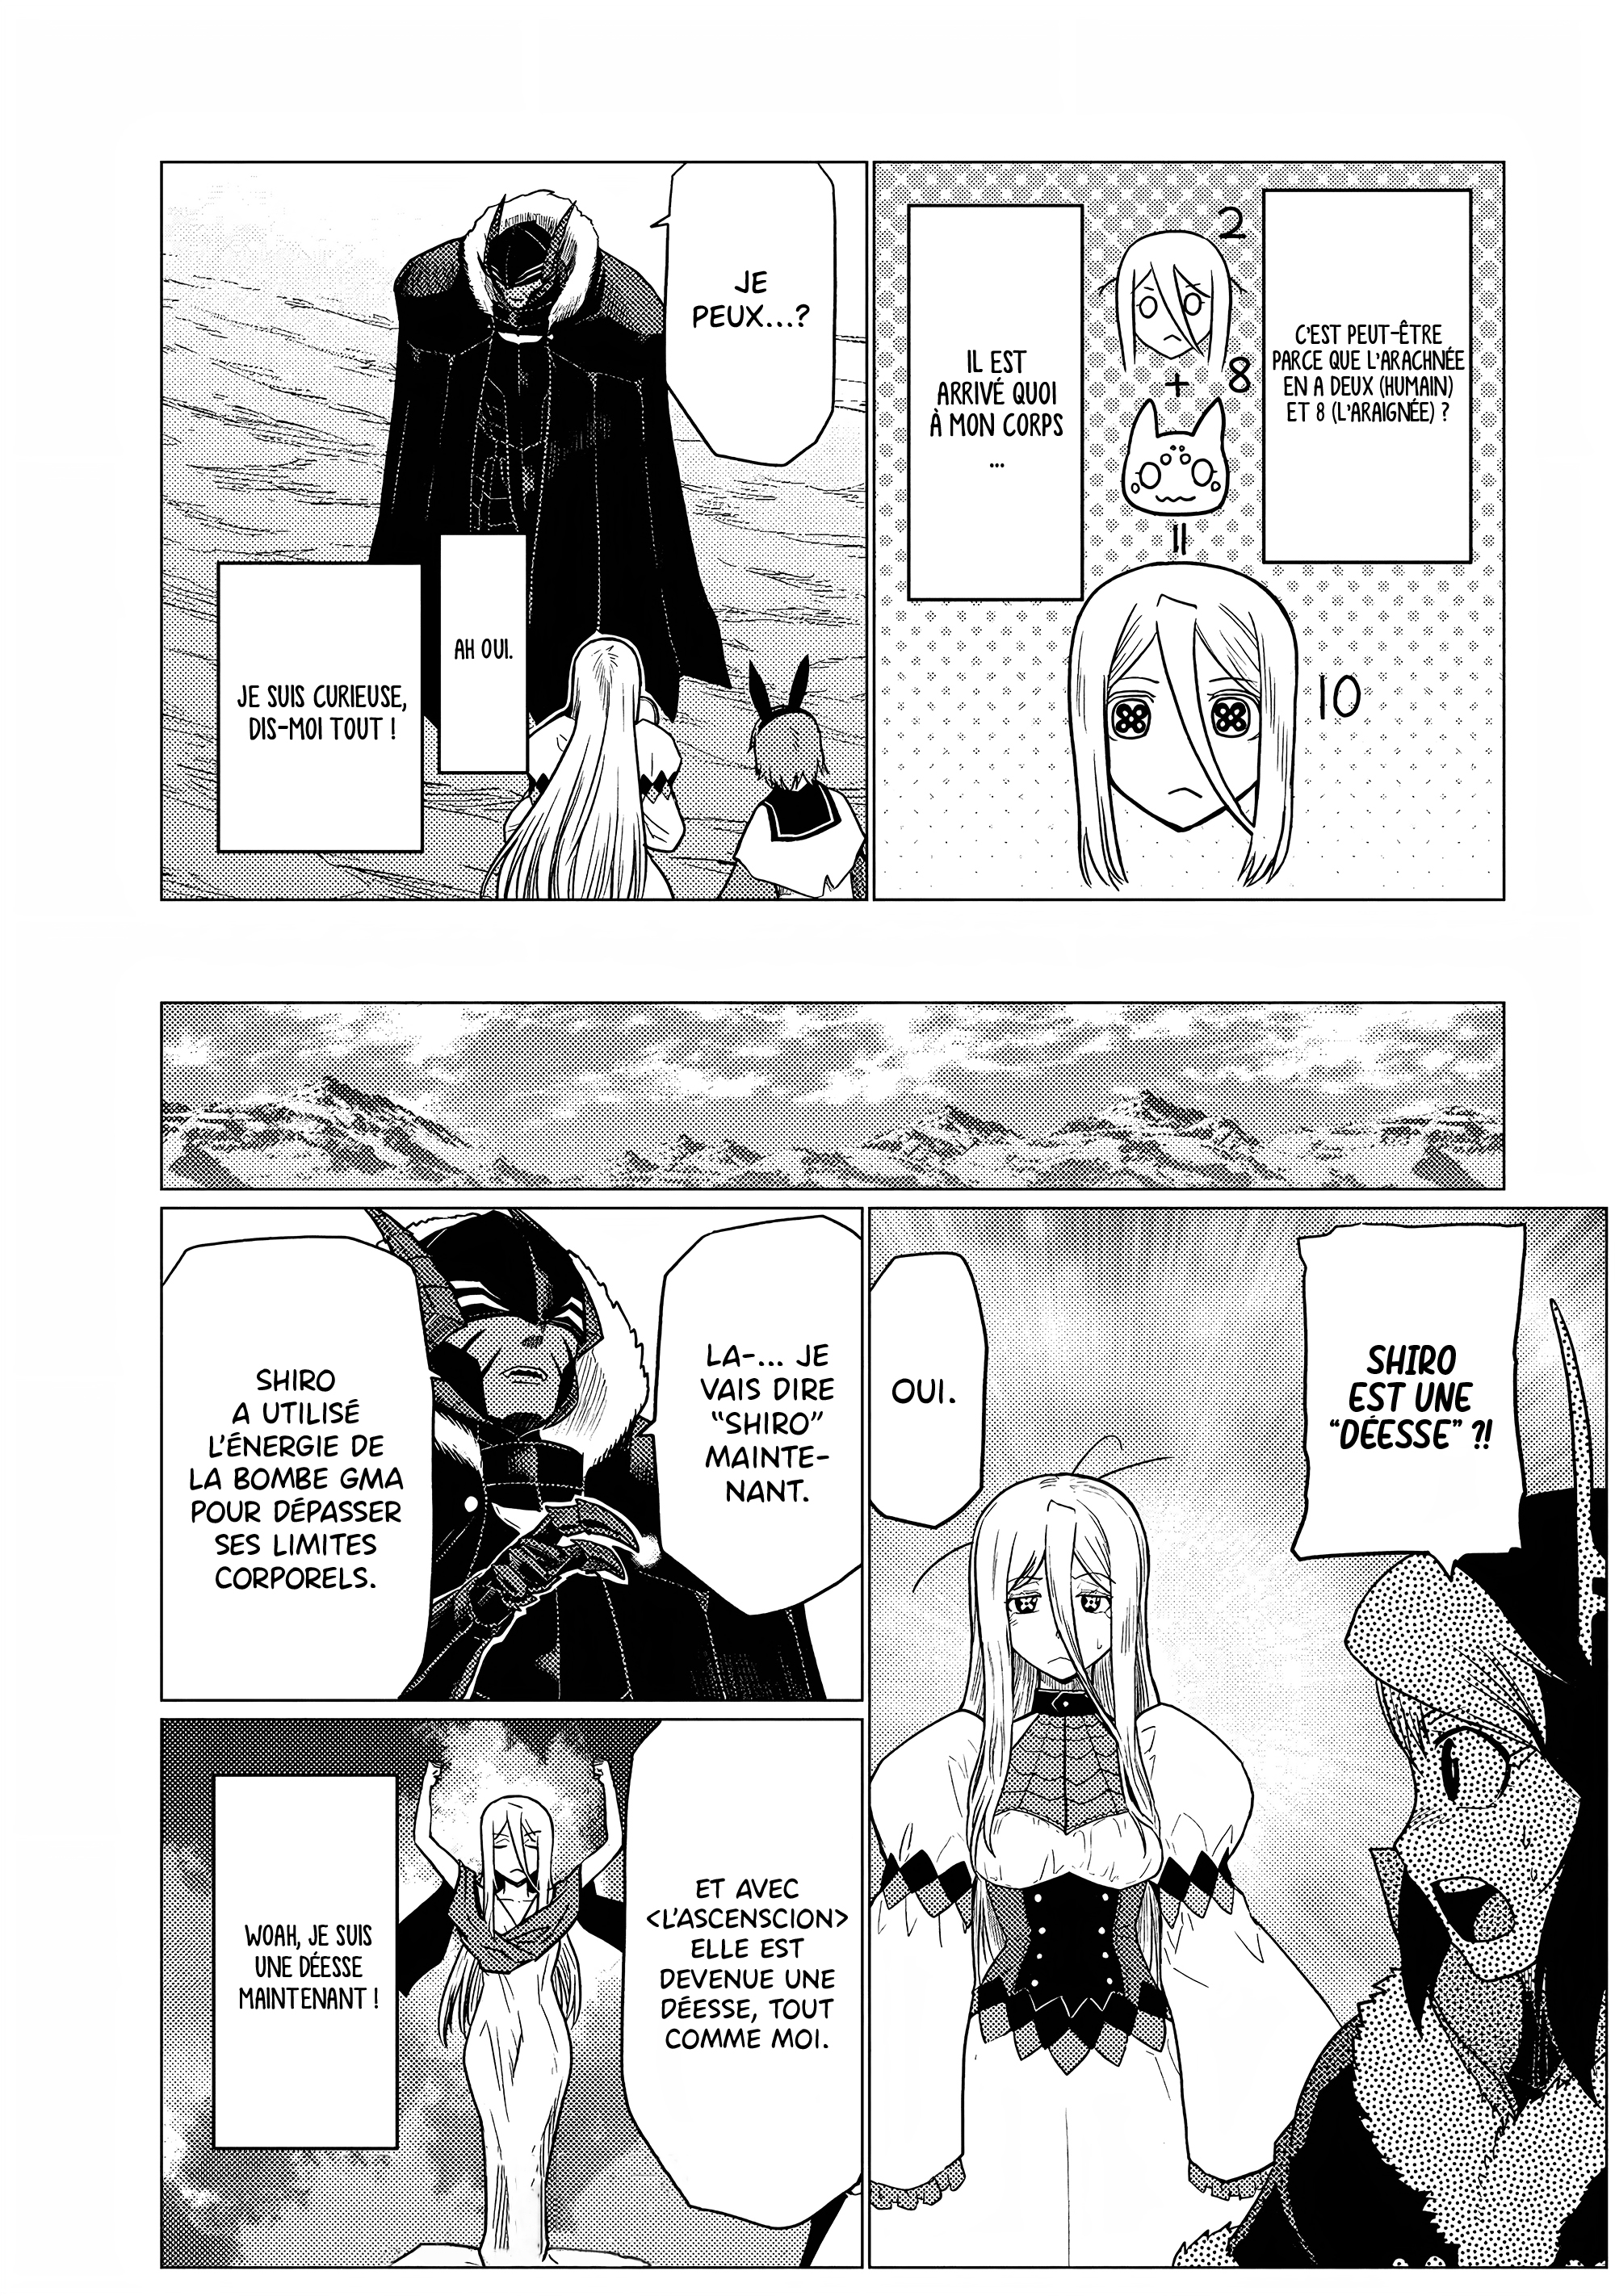 C'EST PEUT-ÊTRE
PARCE QUE L'ARACHNÉE
EN A DEUX (HUMAIN)
ET 8 (L'ARAIGNÉE) ?
2
+
8
=
10
IL EST
ARRIVÉ QUOI
À MON CORPS
...
JE
PEUX...?
AH OUI.
JE SUIS CURIEUSE,
DIS-MOI TOUT !
SHIRO
EST UNE
“DÉESSE” ?!
OUI.
LA-... JE
VAIS DIRE
“SHIRO”
MAINTE-
NANT.
SHIRO
A UTILISÉ
L'ÉNERGIE DE
LA BOMBE GMA
POUR DÉPASSER
SES LIMITES
CORPORELS.
ET AVEC
<L'ASCENSCION>
ELLE EST
DEVENUE UNE
DÉESSE, TOUT
COMME MOI.
WOAH, JE SUIS
UNE DÉESSE
MAINTENANT !